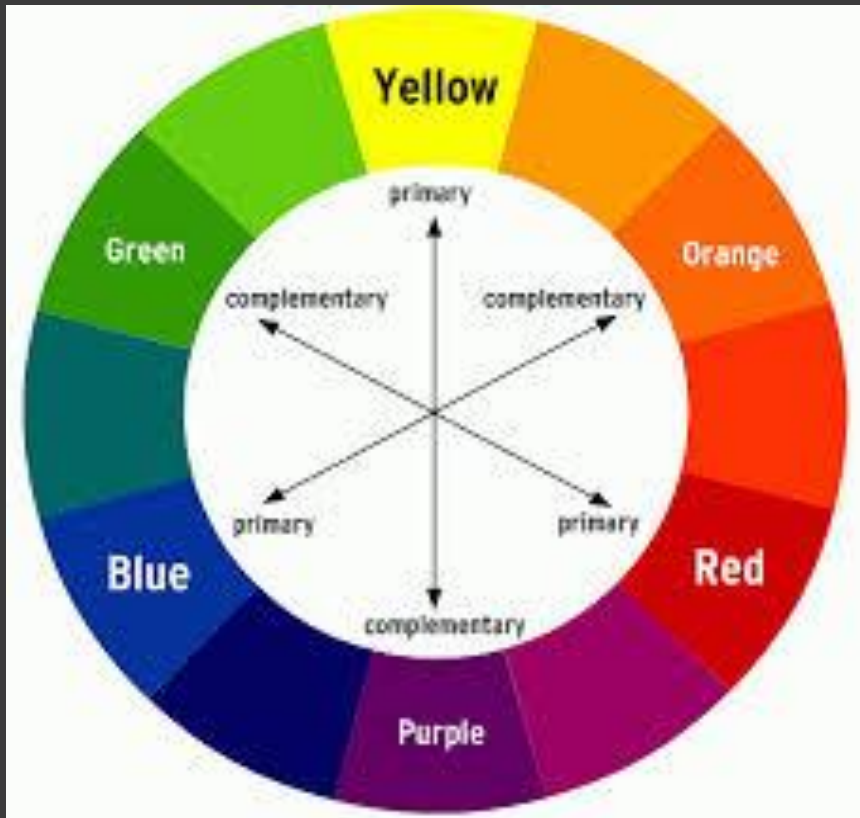 Yellow
primary
Green
Orange
complementary
complementary
primary
primary
Blue
Red
complementary
Purple